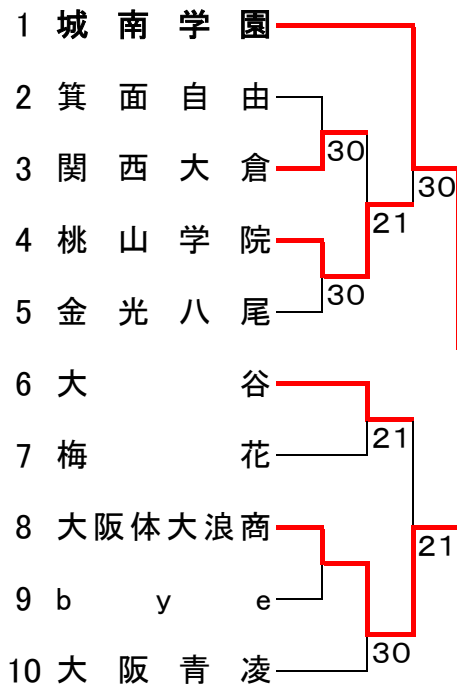 1 城南学園
2 箕面自由
3 関西大倉
30
30
4 桃山学院
21
30
5 金光八尾
6 大谷
21
7 梅花
8 大阪体大浪商
21
9 bye
30
10 大阪青凌